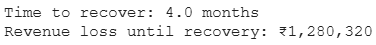 Time to recover: 4.0 months
Revenue loss until recovery: ₹1,280,320